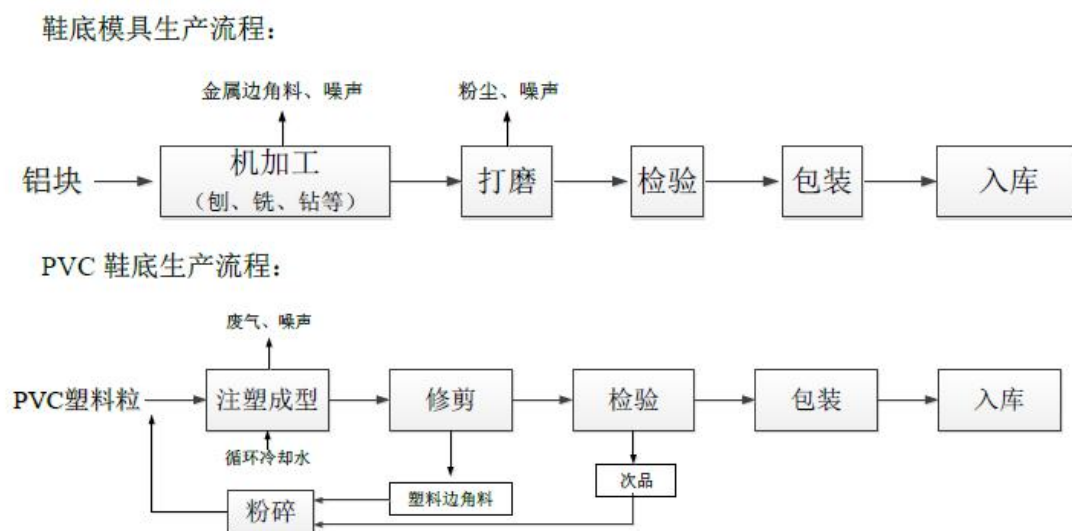 鞋底模具生产流程：
金属边角料、噪声
粉尘、噪声
铝块
机加工
（刨、铣、钻等）
打磨
检验
包装
入库
PVC 鞋底生产流程：
废气、噪声
PVC塑料粒
注塑成型
修剪
检验
包装
入库
循环冷却水
塑料边角料
次品
粉碎